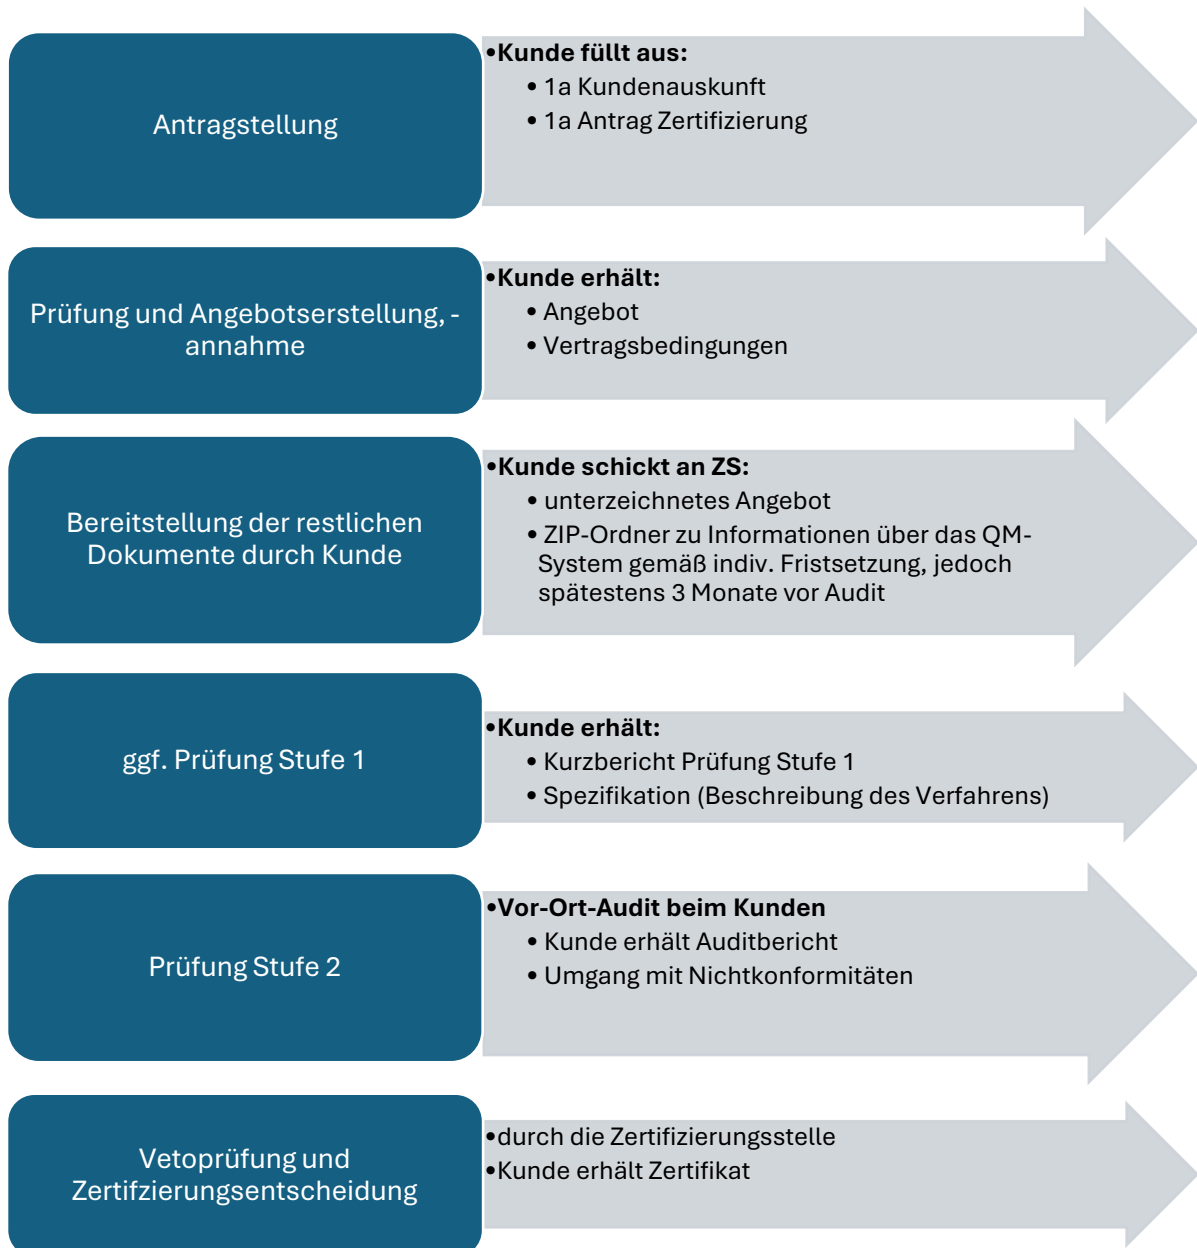 Antragstellung
•Kunde füllt aus:
• 1a Kundenauskunft
• 1a Antrag Zertifizierung
Prüfung und Angebotserstellung, -
annahme
•Kunde erhält:
• Angebot
• Vertragsbedingungen
Bereitstellung der restlichen
Dokumente durch Kunde
•Kunde schickt an ZS:
• unterzeichnetes Angebot
• ZIP-Ordner zu Informationen über das QM-
System gemäß indiv. Fristsetzung, jedoch
spätestens 3 Monate vor Audit
ggf. Prüfung Stufe 1
•Kunde erhält:
• Kurzbericht Prüfung Stufe 1
• Spezifikation (Beschreibung des Verfahrens)
Prüfung Stufe 2
•Vor-Ort-Audit beim Kunden
• Kunde erhält Auditbericht
• Umgang mit Nichtkonformitäten
Vetoprüfung und
Zertifzierungsentscheidung
•durch die Zertifizierungsstelle
•Kunde erhält Zertifikat